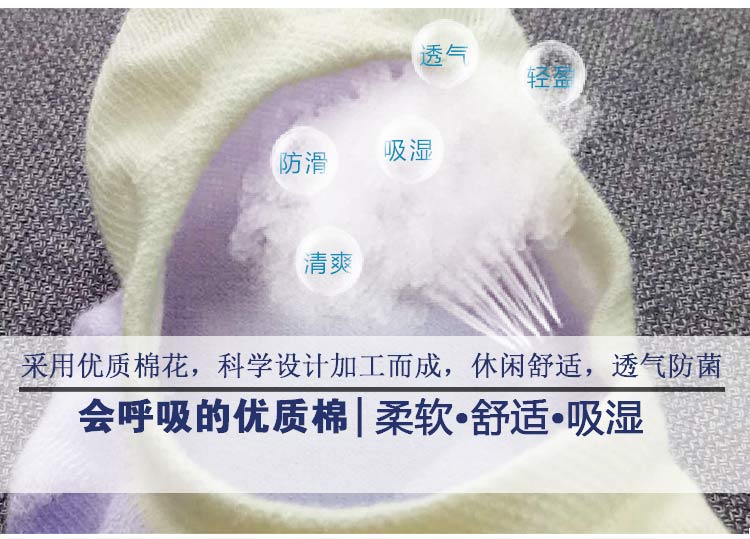 透气
轻盈
防滑
吸湿
清爽
采用优质棉花，科学设计加工而成，休闲舒适，透气防菌
会呼吸的优质棉|柔软•舒适•吸湿